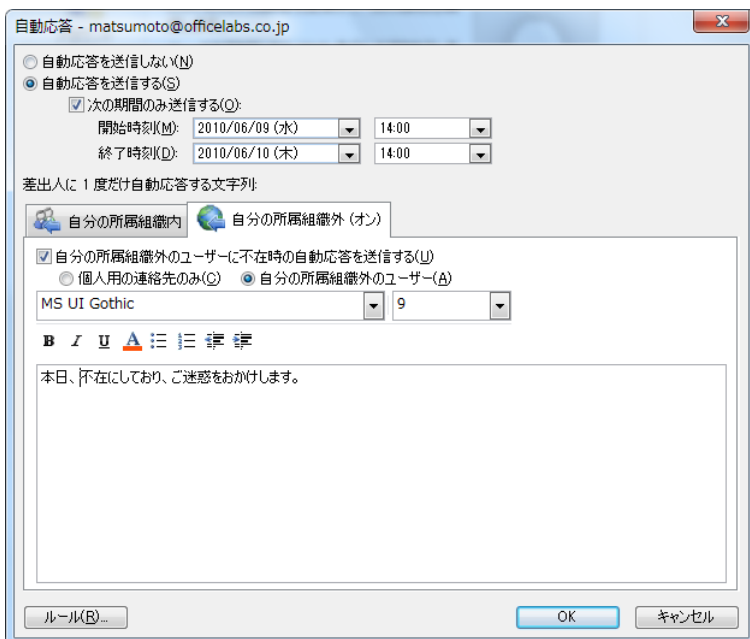 自動応答 - matsumoto@officelabs.co.jp
自動応答を送信しない(N)
自動応答を送信する(S)
次の期間のみ送信する(O):
開始時刻(M): 2010/06/09 (水) 14:00
終了時刻(D): 2010/06/10 (木) 14:00
差出人に 1 度だけ自動応答する文字列:
自分の所属組織内 自分の所属組織外 (オン)
自分の所属組織外のユーザーに不在時の自動応答を送信する(U)
個人用の連絡先のみ(C) 自分の所属組織外のユーザー(A)
MS UI Gothic 9
B I U A
本日、不在にしており、ご迷惑をおかけします。
ルール(R)... OK キャンセル